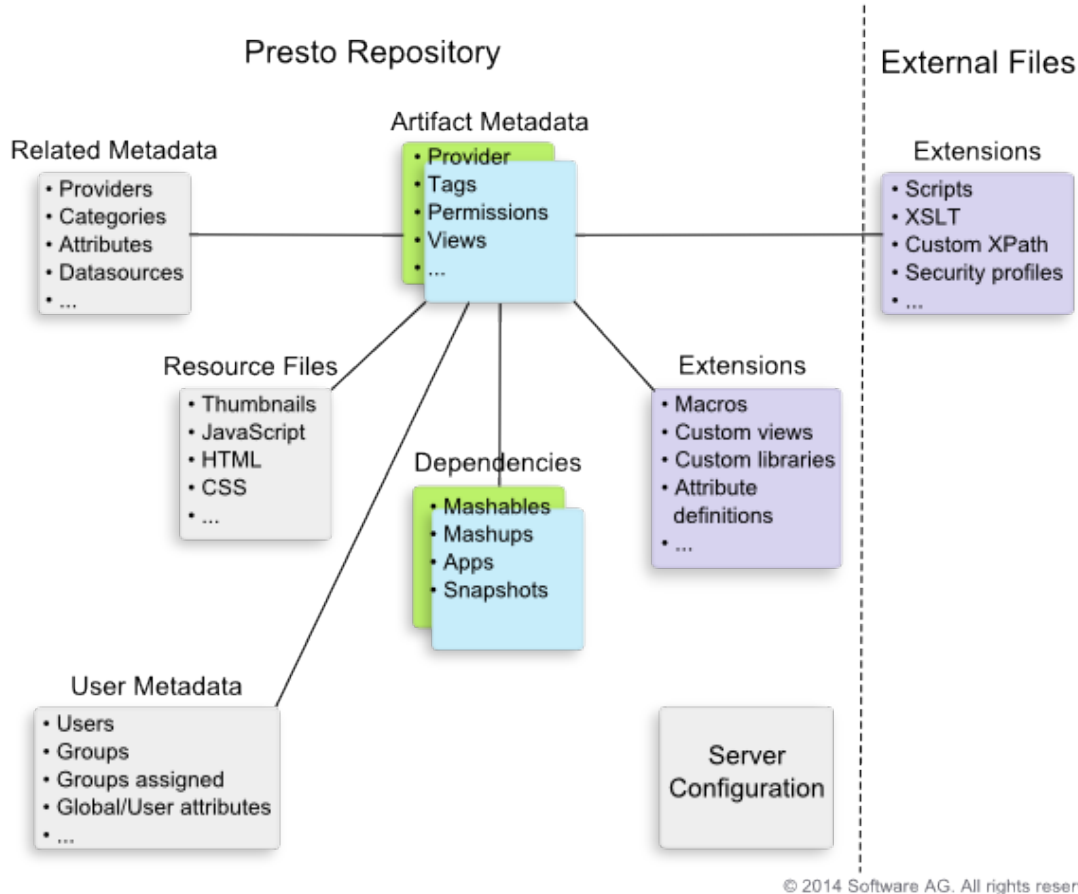 Presto Repository
External Files
Artifact Metadata
• Provider
• Tags
• Permissions
• Views
• ...
Related Metadata
• Providers
• Categories
• Attributes
• Datasources
• ...
Extensions
• Scripts
• XSLT
• Custom XPath
• Security profiles
• ...
Resource Files
• Thumbnails
• JavaScript
• HTML
• CSS
• ...
Extensions
• Macros
• Custom views
• Custom libraries
• Attribute
definitions
• ...
Dependencies
• Mashables
• Mashups
• Apps
• Snapshots
User Metadata
• Users
• Groups
• Groups assigned
• Global/User attributes
• ...
Server
Configuration
© 2014 Software AG. All rights reser